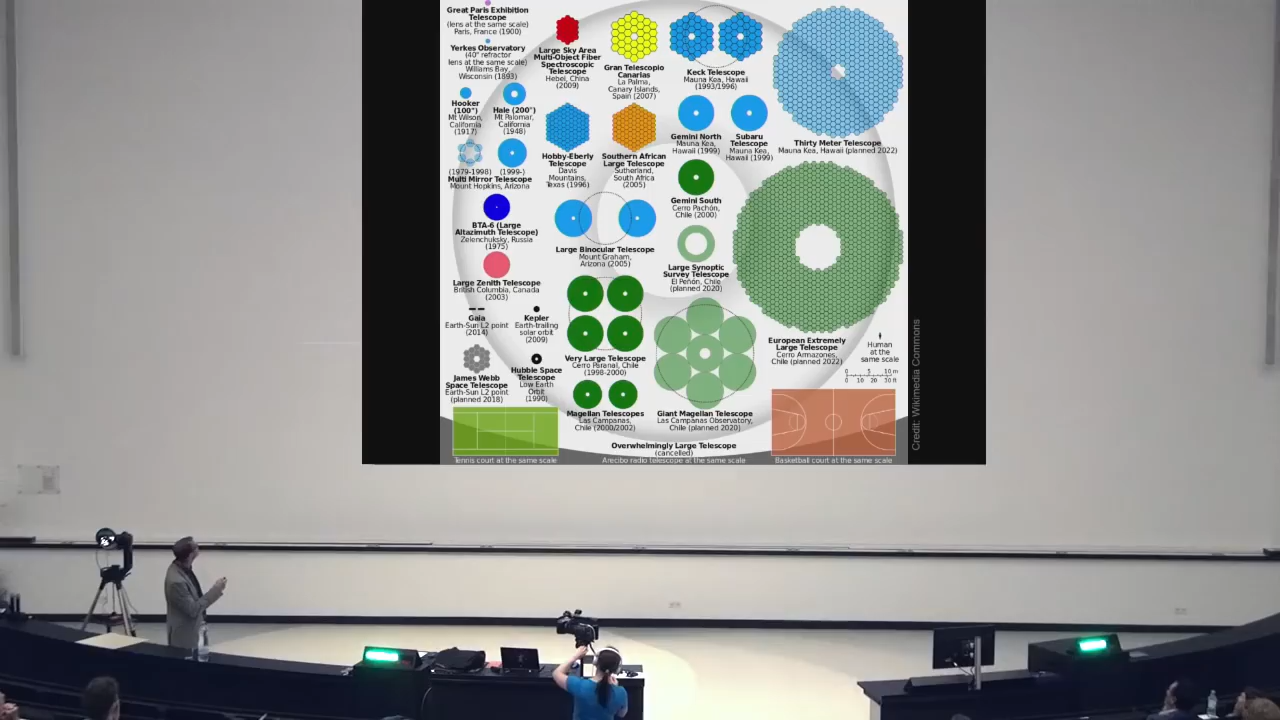 Great Paris Exhibition
Telescope
(lens at the same scale)
Paris, France (1900)
Yerkes Observatory
(40" refractor
lens at the same scale)
Williams Bay,
Wisconsin (1893)
Hooker
(100")
Mt Wilson,
California
(1917)
Hale (200")
Mt Palomar,
California
(1948)
(1979-1998) (1999-)
Multi Mirror Telescope
Mount Hopkins, Arizona
BTA-6 (Large
Altazimuth Telescope)
Zelenchuksky, Russia
(1975)
Large Zenith Telescope
British Columbia, Canada
(2003)
Gaia
Earth-Sun L2 point
(2014)
Kepler
Earth-trailing
solar orbit
(2009)
James Webb
Space Telescope
Earth-Sun L2 point
(planned 2018)
Hubble Space
Telescope
Low Earth
Orbit
(1990)
Large Sky Area
Multi-Object Fiber
Spectroscopic
Telescope
Hebei, China
(2009)
Gran Telescopio
Canarias
La Palma,
Canary Islands,
Spain (2007)
Keck Telescope
Mauna Kea, Hawaii
(1993/1996)
Hobby-Eberly
Telescope
Davis
Mountains,
Texas (1996)
Southern African
Large Telescope
Sutherland,
South Africa
(2005)
Gemini North
Mauna Kea,
Hawaii (1999)
Subaru
Telescope
Mauna Kea,
Hawaii (1999)
Thirty Meter Telescope
Mauna Kea, Hawaii (planned 2022)
Gemini South
Cerro Pachón,
Chile (2000)
Large Binocular Telescope
Mount Graham,
Arizona (2005)
Large Synoptic
Survey Telescope
El Peñón, Chile
(planned 2020)
Very Large Telescope
Cerro Paranal, Chile
(1998-2000)
Magellan Telescopes
Las Campanas,
Chile (2000/2002)
Giant Magellan Telescope
Las Campanas Observatory,
Chile (planned 2020)
European Extremely
Large Telescope
Cerro Armazones,
Chile (planned 2022)
Human
at the
same scale
0 5 10 m
0 10 20 30 ft
Overwhelmingly Large Telescope
(cancelled)
Tennis court at the same scale
Arecibo radio telescope at the same scale
Basketball court at the same scale
Credit: Wikimedia Commons